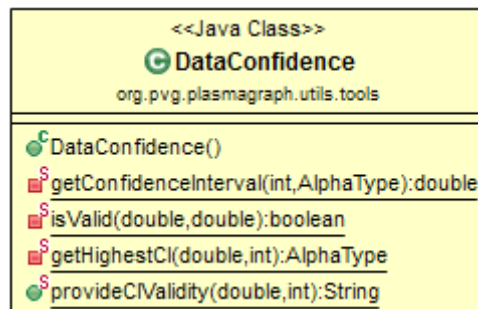 <<Java Class>>
C DataConfidence
org.pvg.plasmagraph.utils.tools
C DataConfidence()
S getConfidenceInterval(int,AlphaType):double
S isValid(double,double):boolean
S getHighestCI(double,int):AlphaType
S provideCIValidity(double,int):String